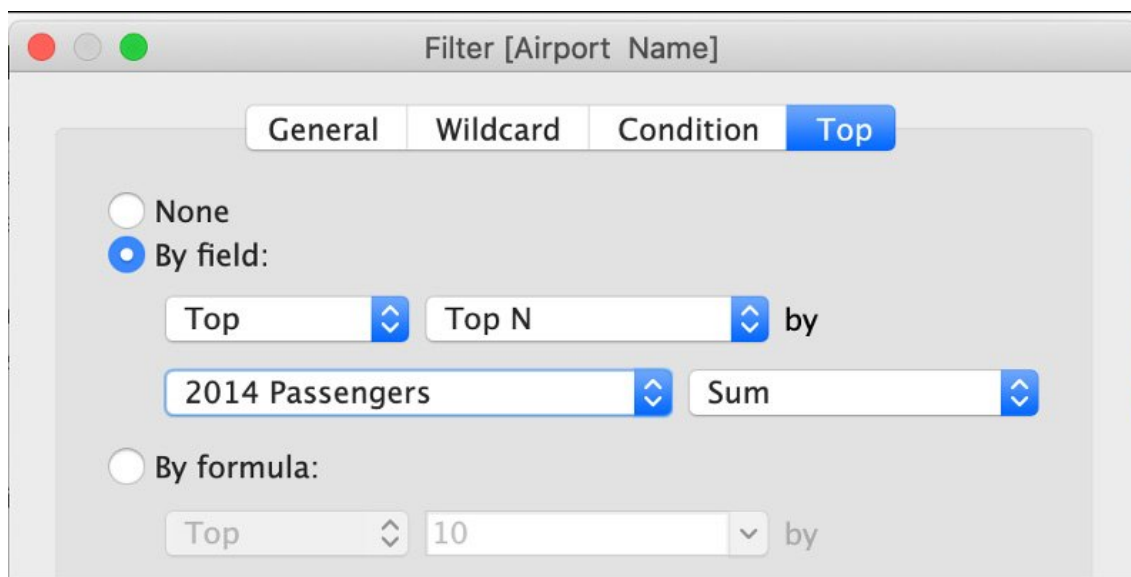 Filter [Airport Name]
General Wildcard Condition Top
None
By field:
Top Top N by
2014 Passengers Sum
By formula:
Top 10 by